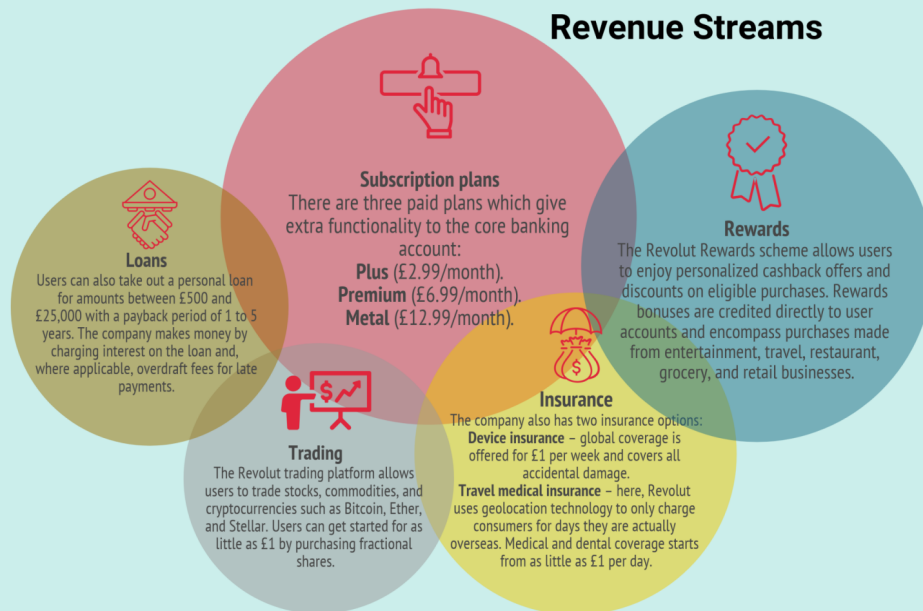 Revenue Streams
Subscription plans
There are three paid plans which give
extra functionality to the core banking
account:
Plus (£2.99/month).
Premium (£6.99/month).
Metal (£12.99/month).
Rewards
The Revolut Rewards scheme allows users
to enjoy personalized cashback offers and
discounts on eligible purchases. Rewards
bonuses are credited directly to user
accounts and encompass purchases made
from entertainment, travel, restaurant,
grocery, and retail businesses.
Loans
Users can also take out a personal loan
for amounts between £500 and
£25,000 with a payback period of 1 to 5
years. The company makes money by
charging interest on the loan and,
where applicable, overdraft fees for late
payments.
Trading
The Revolut trading platform allows
users to trade stocks, commodities, and
cryptocurrencies such as Bitcoin, Ether,
and Stellar. Users can get started for as
little as £1 by purchasing fractional
shares.
Insurance
The company also has two insurance options:
Device insurance – global coverage is
offered for £1 per week and covers all
accidental damage.
Travel medical insurance – here, Revolut
uses geolocation technology to only charge
consumers for days they are actually
overseas. Medical and dental coverage starts
from as little as £1 per day.